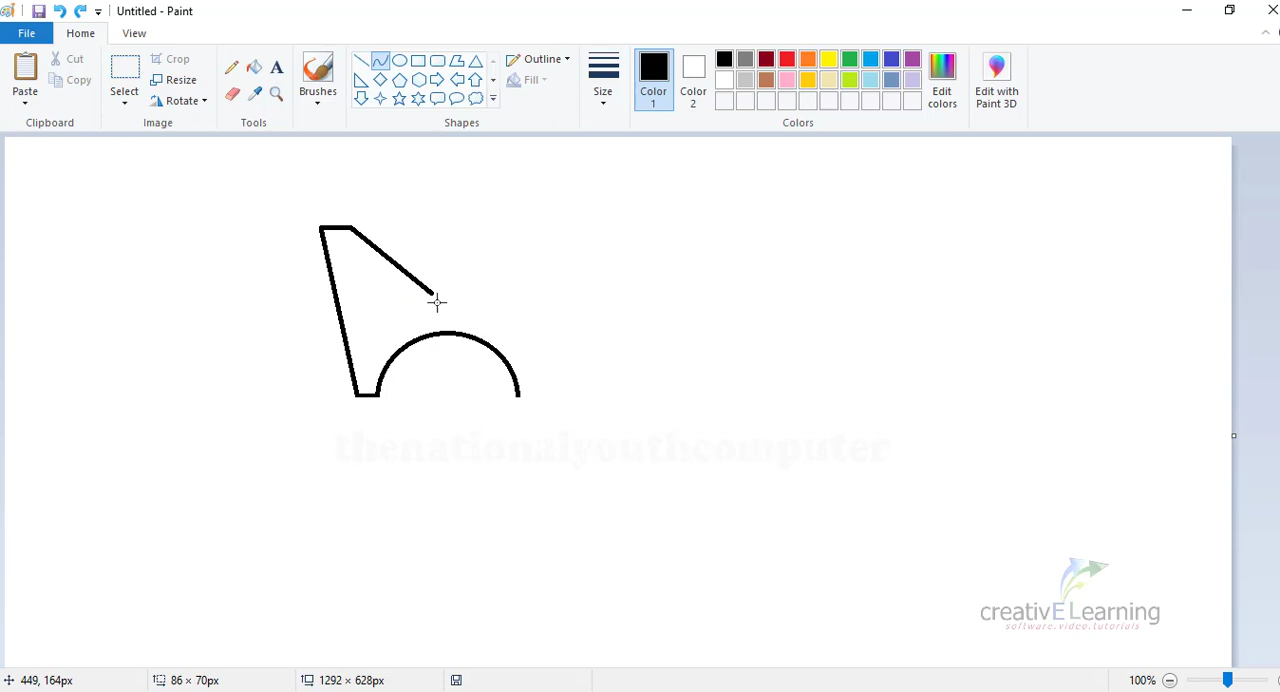 Untitled - Paint
File
Home
View
Paste
Cut
Copy
Clipboard
Select
Crop
Resize
Rotate
Image
Tools
Brushes
Outline
Fill
Shapes
Size
Color
1
Color
2
Edit
colors
Colors
Edit with
Paint 3D
thenationalyouthcomputer
creativELearning
software.video.tutorials
449, 164px
86 × 70px
1292 × 628px
100%